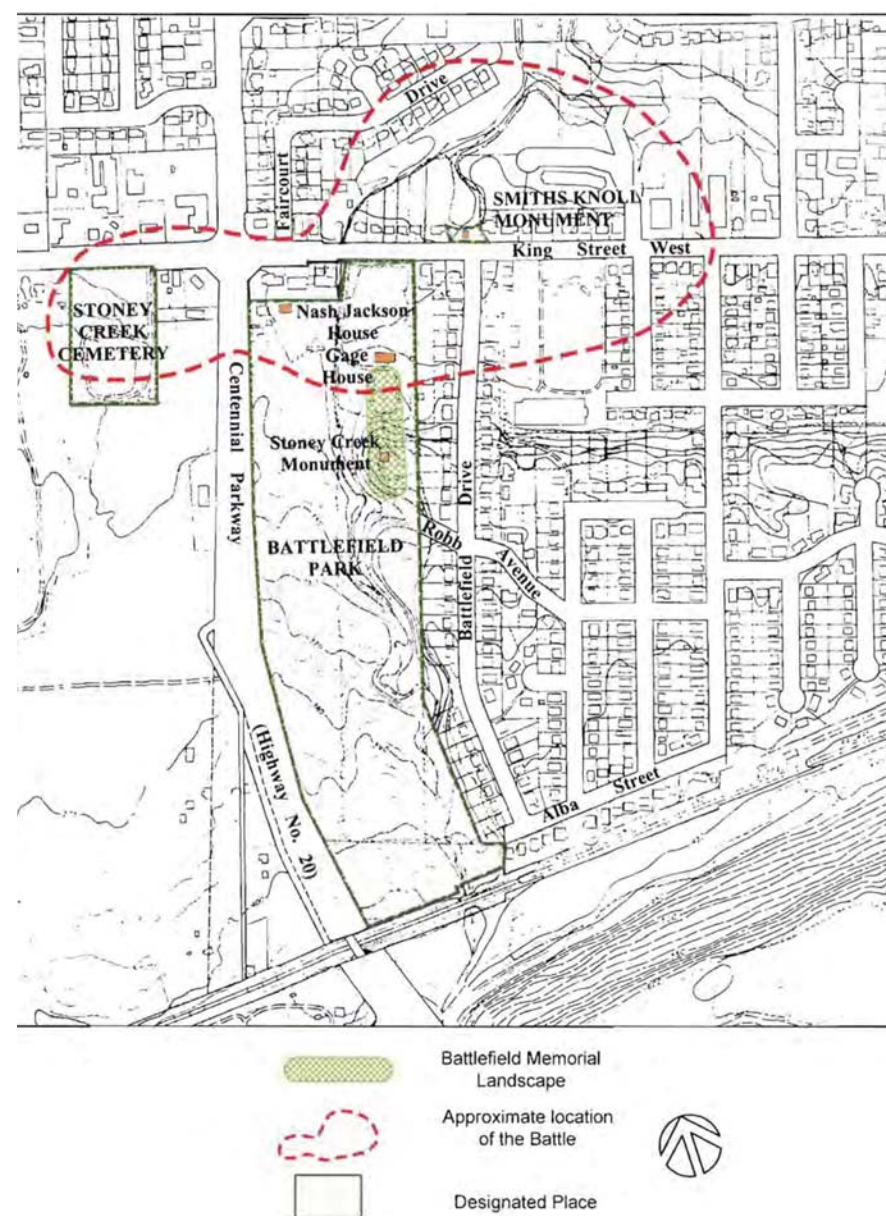 Drive
Faircourt
SMITHS KNOLL
MONUMENT
King Street West
STONEY
CREEK
CEMETERY
Nash Jackson
House
Gage
House
Centennial Parkway
Stoney Creek
Monument
BATTLEFIELD
PARK
Robb Avenue
Battlefield Drive
(Highway No. 20)
Alba Street
Battlefield Memorial
Landscape
Approximate location
of the Battle
Designated Place